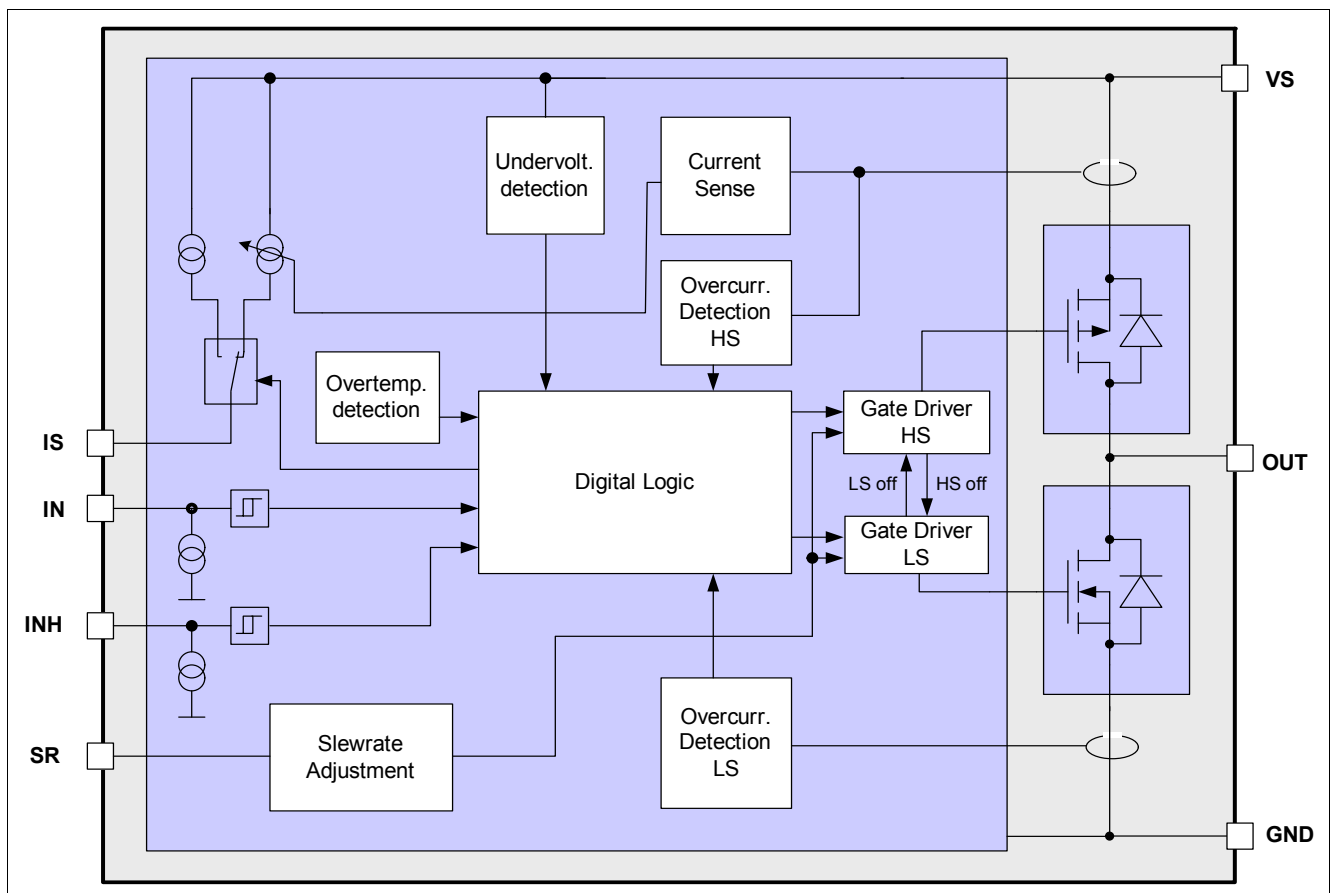 VS
Undervolt.
detection
Current
Sense
Overcurr.
Detection
HS
Overtemp.
detection
Gate Driver
HS
IS
OUT
Digital Logic
LS off
HS off
IN
Gate Driver
LS
INH
Overcurr.
Detection
LS
SR
Slewrate
Adjustment
GND